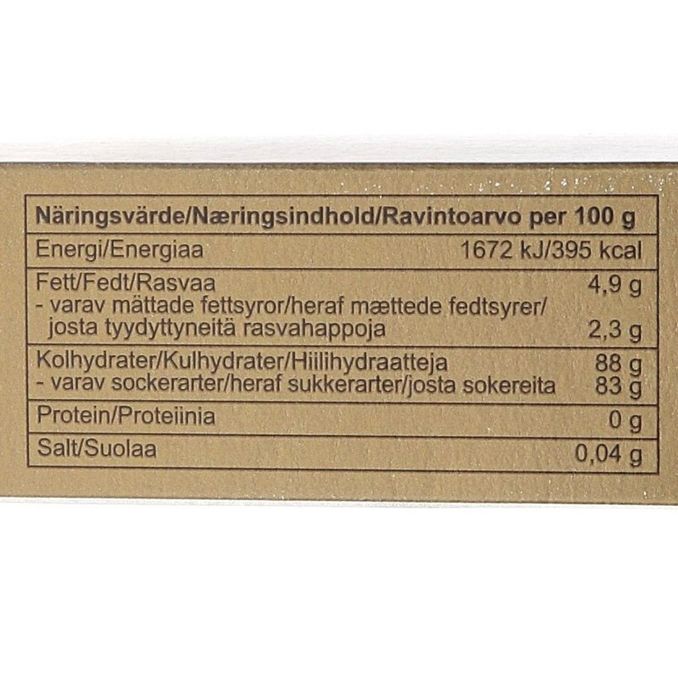 Näringsvärde/Næringsindhold/Ravintoarvo per 100 g
Energi/Energiaa 1672 kJ/395 kcal
Fett/Fedt/Rasvaa 4,9 g
- varav mättade fettsyror/heraf mættede fedtsyrer/
josta tyydyttyneitä rasvahappoja 2,3 g
Kolhydrater/Kulhydrater/Hiilihydraatteja 88 g
- varav sockerarter/heraf sukkerarter/josta sokereita 83 g
Protein/Proteiinia 0 g
Salt/Suolaa 0,04 g